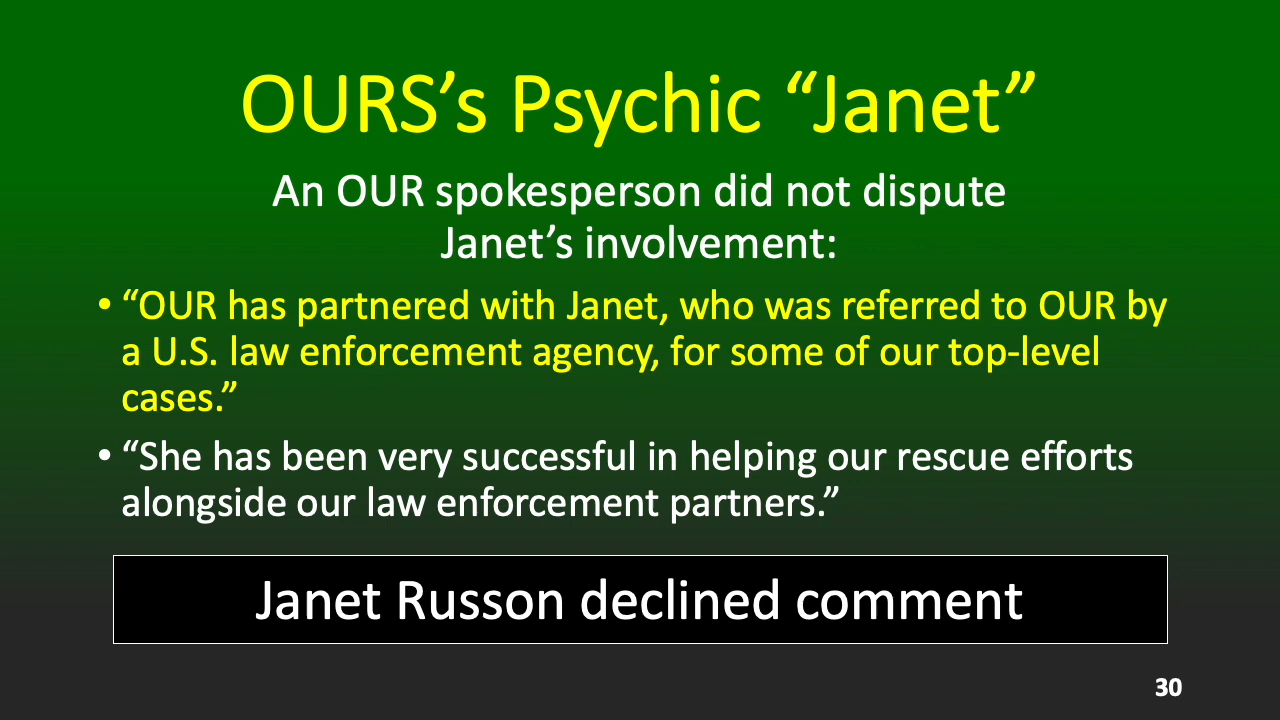 OURS’s Psychic “Janet”
An OUR spokesperson did not dispute
Janet’s involvement:
• “OUR has partnered with Janet, who was referred to OUR by
a U.S. law enforcement agency, for some of our top-level
cases.”
• “She has been very successful in helping our rescue efforts
alongside our law enforcement partners.”
Janet Russon declined comment
30